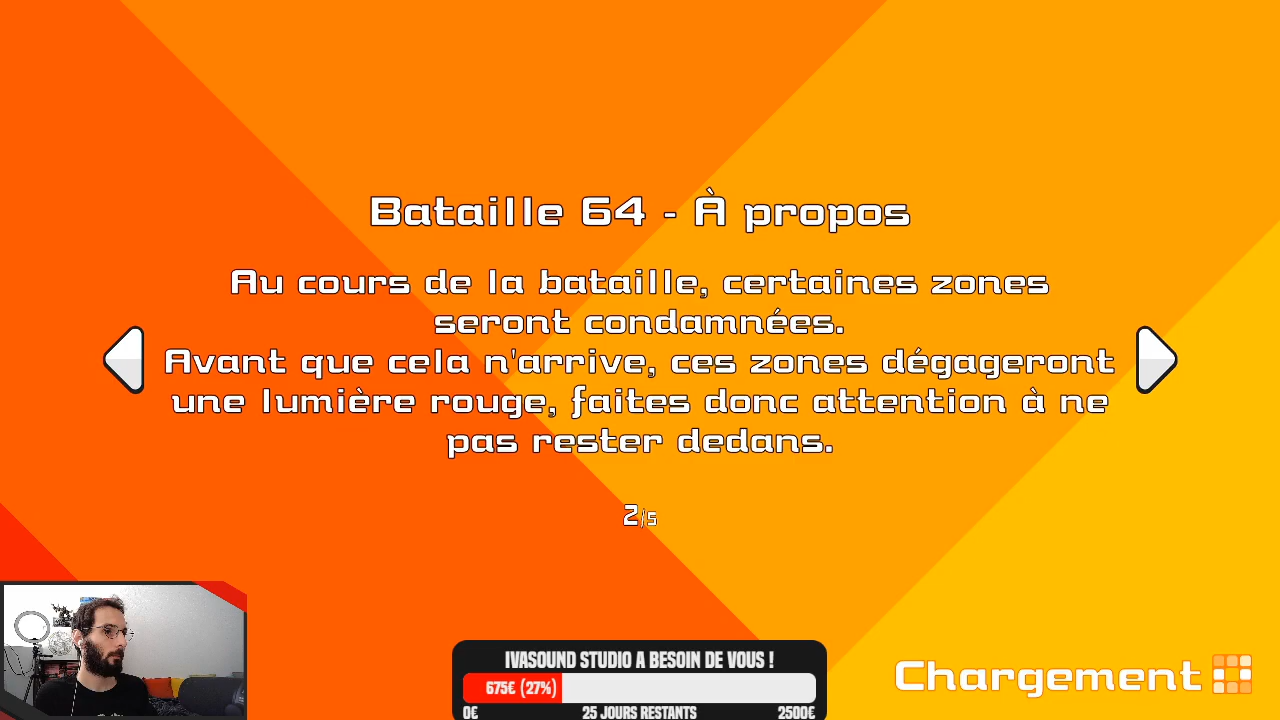 Bataille 64 - À propos
Au cours de la bataille, certaines zones
seront condamnées.
Avant que cela n'arrive, ces zones dégageront
une lumière rouge, faites donc attention à ne
pas rester dedans.
2/5
IVASOUND STUDIO A BESOIN DE VOUS !
675€ (27%)
0€ 25 JOURS RESTANTS 2500€
Chargement